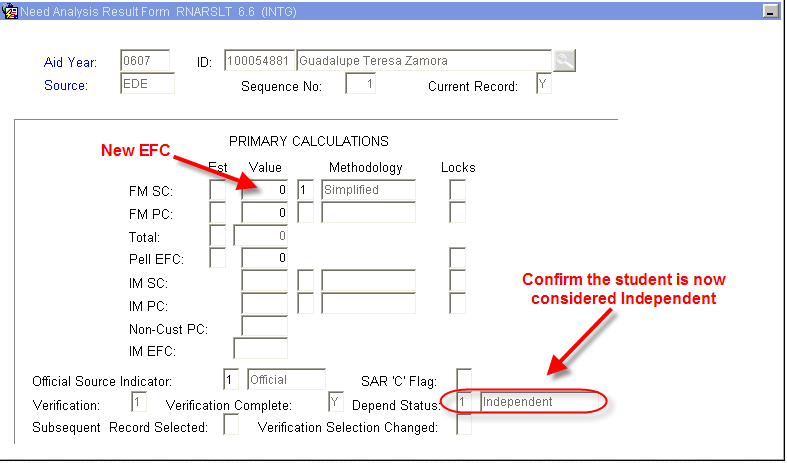 Need Analysis Result Form RNARSLT 6.6 (INTG)
Aid Year: 0607 ID: 100054881 Guadalupe Teresa Zamora
Source: EDE Sequence No: 1 Current Record: Y
PRIMARY CALCULATIONS
New EFC
Est Value Methodology Locks
FM SC: 0 1 Simplified
FM PC: 0
Total: 0
Pell EFC: 0
IM SC:
Confirm the student is now
considered Independent
IM PC:
Non-Cust PC:
IM EFC:
Official Source Indicator: 1 Official SAR 'C' Flag:
Verification: 1 Verification Complete: Y Depend Status: 1 Independent
Subsequent Record Selected: Verification Selection Changed: